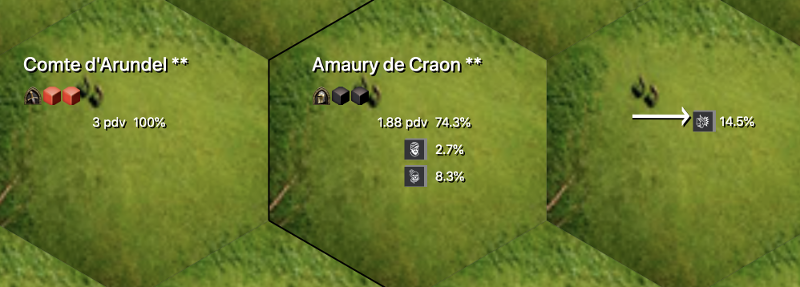 Comte d'Arundel **
3 pdv 100%
Amaury de Craon **
1.88 pdv 74.3%
2.7%
8.3%
14.5%